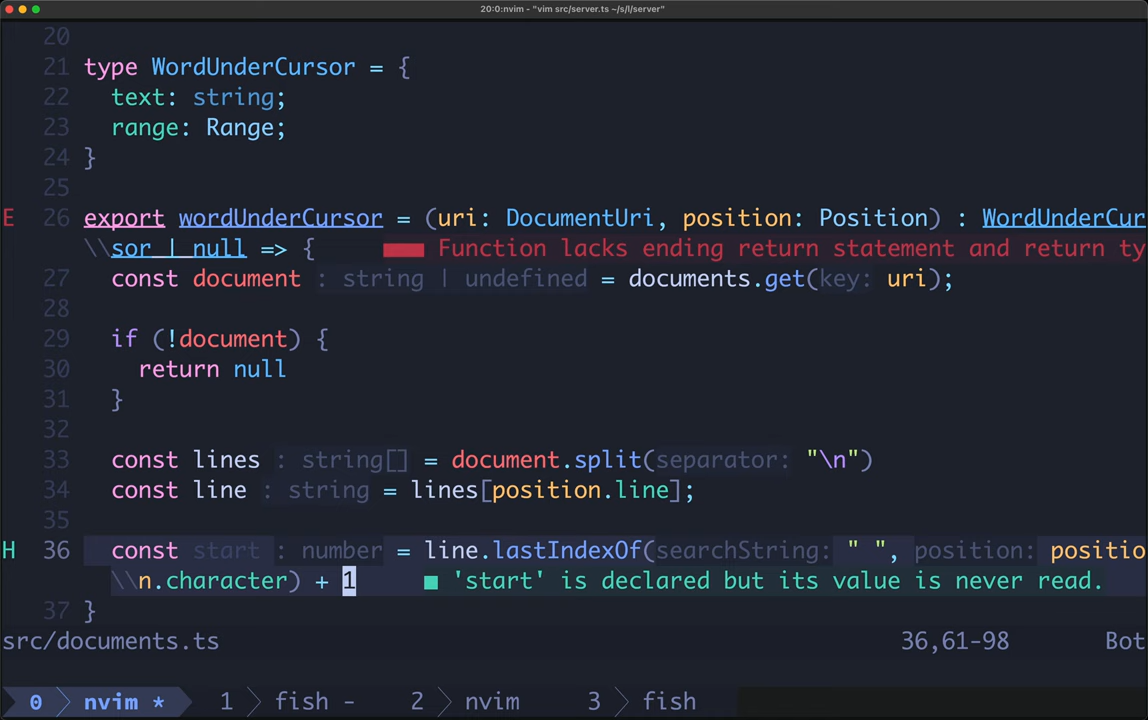 20:0:nvim - "vim src/server.ts ~/s/l/server"
20
21 type WordUnderCursor = {
22 text: string;
23 range: Range;
24 }
25
E 26 export wordUnderCursor = (uri: DocumentUri, position: Position) : WordUnderCur
\\sor | null => { Function lacks ending return statement and return ty
27 const document : string | undefined = documents.get(key: uri);
28
29 if (!document) {
30 return null
31 }
32
33 const lines : string[] = document.split(separator: "\n")
34 const line : string = lines[position.line];
35
H 36 const start : number = line.lastIndexOf(searchString: " ", position: positio
\\n.character) + 1 ■ 'start' is declared but its value is never read.
37 }
src/documents.ts 36,61-98 Bot
0 nvim * 1 fish - 2 nvim 3 fish